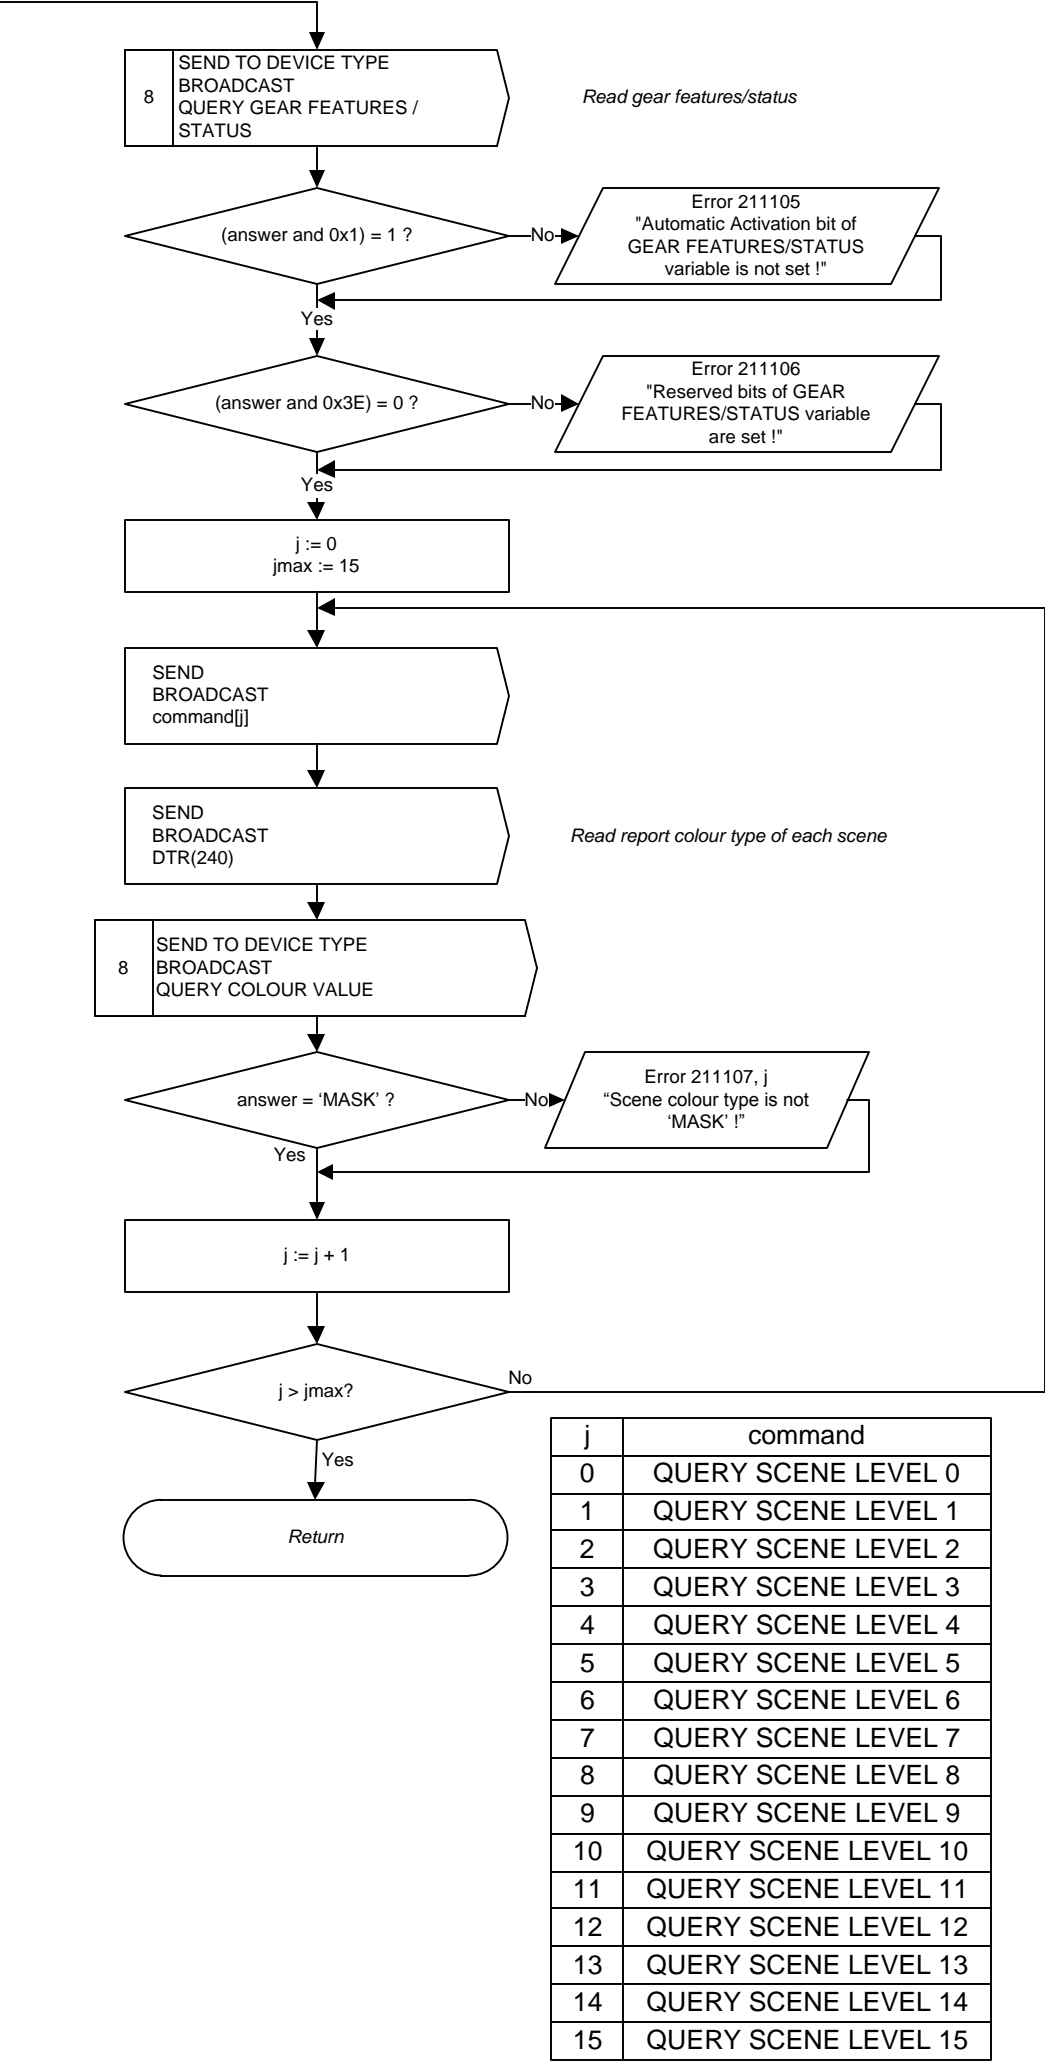 SEND TO DEVICE TYPE
BROADCAST
8
QUERY GEAR FEATURES /
STATUS
Read gear features/status
(answer and 0x1) = 1 ?
No
Error 211105
"Automatic Activation bit of
GEAR FEATURES/STATUS
variable is not set !"
Yes
(answer and 0x3E) = 0 ?
No
Error 211106
"Reserved bits of GEAR
FEATURES/STATUS variable
are set !"
Yes
j := 0
jmax := 15
SEND
BROADCAST
command[j]
SEND
BROADCAST
DTR(240)
Read report colour type of each scene
SEND TO DEVICE TYPE
8
BROADCAST
QUERY COLOUR VALUE
answer = ‘MASK’ ?
No
Error 211107, j
“Scene colour type is not
‘MASK’ !”
Yes
j := j + 1
j > jmax?
No
Yes
Return
j command
0 QUERY SCENE LEVEL 0
1 QUERY SCENE LEVEL 1
2 QUERY SCENE LEVEL 2
3 QUERY SCENE LEVEL 3
4 QUERY SCENE LEVEL 4
5 QUERY SCENE LEVEL 5
6 QUERY SCENE LEVEL 6
7 QUERY SCENE LEVEL 7
8 QUERY SCENE LEVEL 8
9 QUERY SCENE LEVEL 9
10 QUERY SCENE LEVEL 10
11 QUERY SCENE LEVEL 11
12 QUERY SCENE LEVEL 12
13 QUERY SCENE LEVEL 13
14 QUERY SCENE LEVEL 14
15 QUERY SCENE LEVEL 15